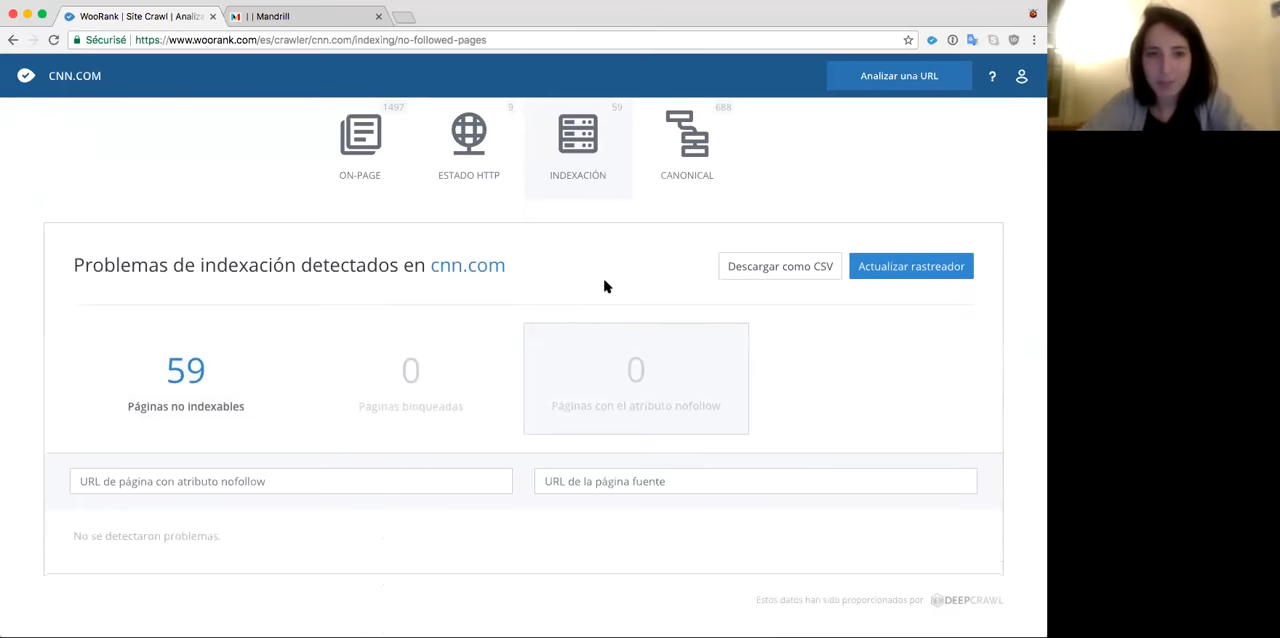 WooRank | Site Crawl | Analiza
| | Mandrill
Sécurisé | https://www.woorank.com/es/crawler/cnn.com/indexing/no-followed-pages
CNN.COM
Analizar una URL
?
1497
9
59
688
ON-PAGE
ESTADO HTTP
INDEXACIÓN
CANONICAL
Problemas de indexación detectados en cnn.com
Descargar como CSV
Actualizar rastreador
59
0
0
Páginas no indexables
Páginas bloqueadas
Páginas con el atributo nofollow
URL de página con atributo nofollow
URL de la página fuente
No se detectaron problemas.
Estos datos han sido proporcionados por DEEPCRAWL